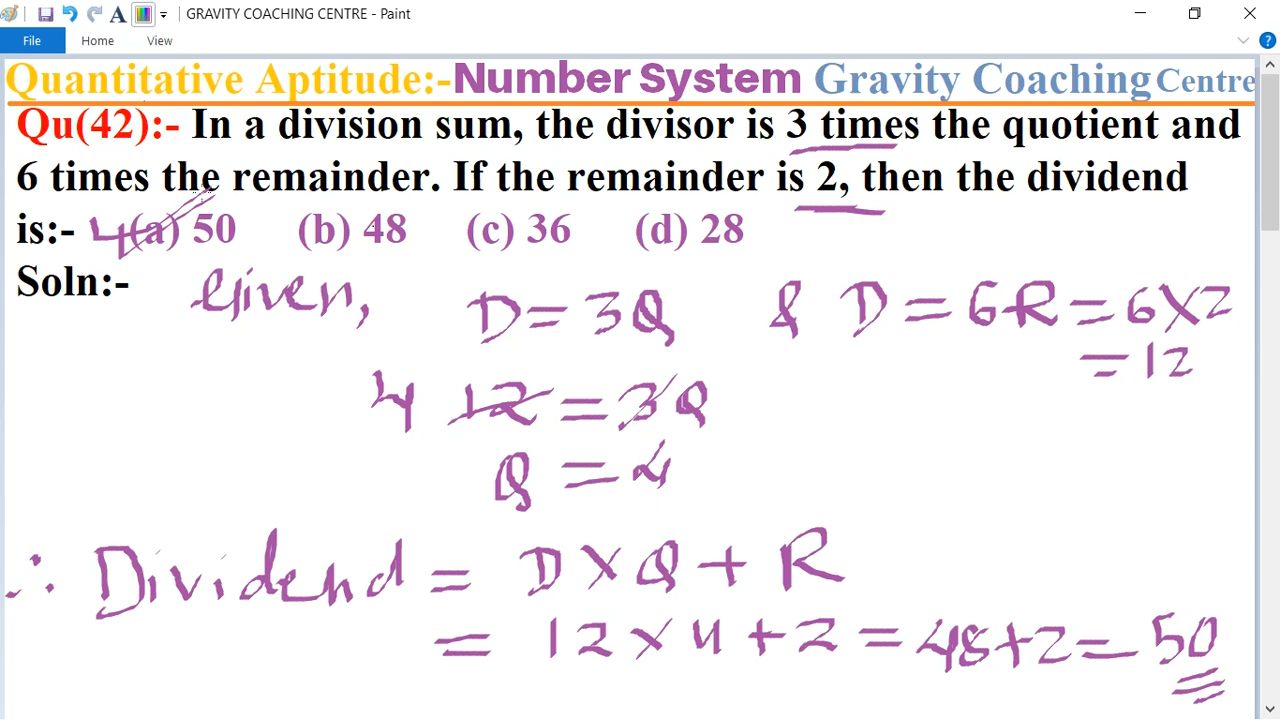 GRAVITY COACHING CENTRE - Paint
File Home View
Quantitative Aptitude:-Number System Gravity Coaching Centre
Qu(42):- In a division sum, the divisor is 3 times the quotient and
6 times the remainder. If the remainder is 2, then the dividend
is:- (a) 50 (b) 48 (c) 36 (d) 28
Soln:- Given, D = 3Q & D = 6R = 6×2
= 12
4 12 = 3Q
Q = 4
∴ Dividend = D × Q + R
= 12 × 4 + 2 = 48+2 = 50